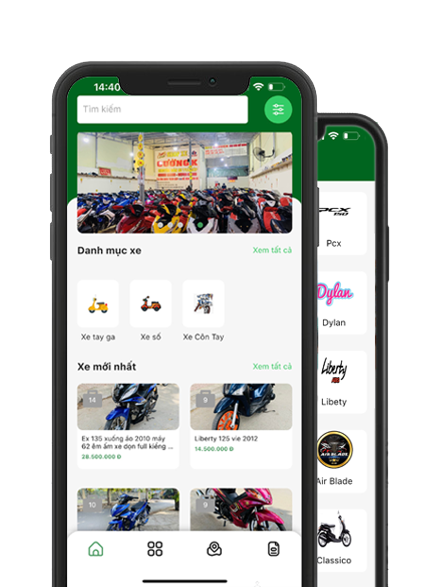 14:40
Tìm kiếm
Danh mục xe
Xem tất cả
Xe tay ga
Xe số
Xe Côn Tay
Xe mới nhất
Xem tất cả
14
9
Ex 135 xuống áo 2010 máy
62 êm ấm xe dọn full kiểng ...
28.500.000 Đ
Liberty 125 vie 2012
14.500.000 Đ
10
9
PCX
150
Pcx
Dylan
Dylan
Liberty
Libety
AIR BLADE
Air Blade
Classico